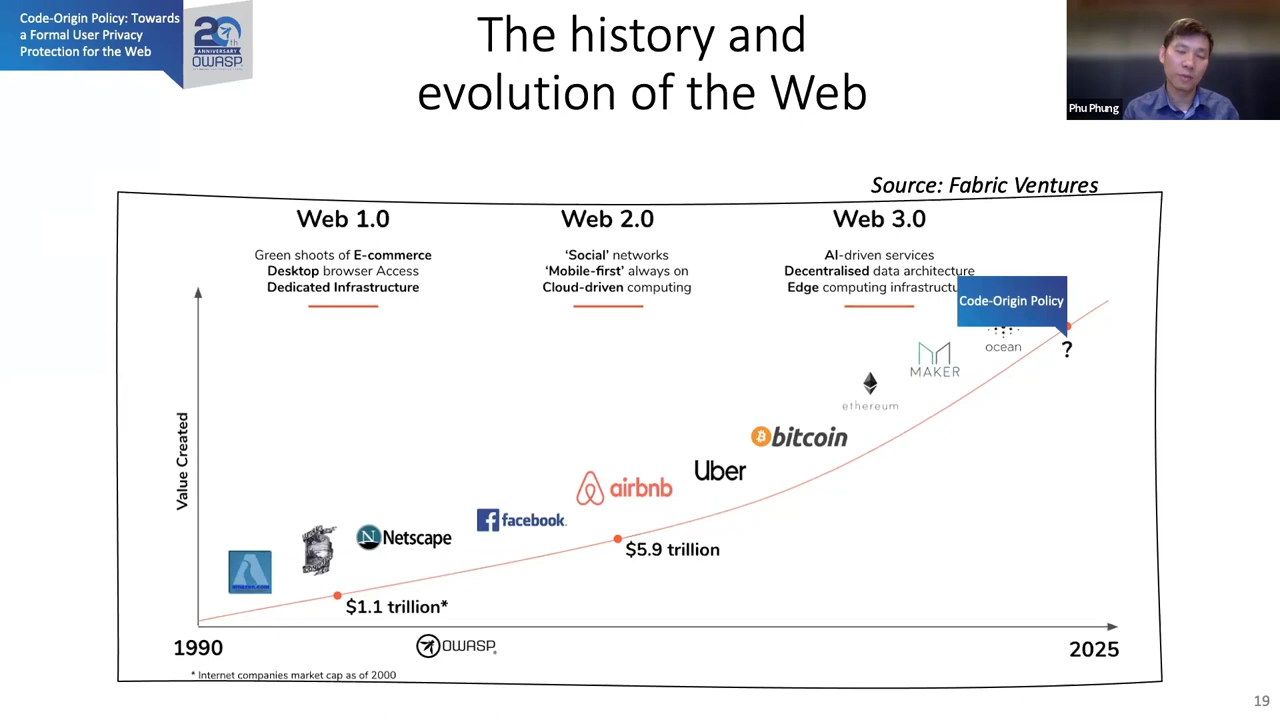 Code-Origin Policy: Towards
a Formal User Privacy
Protection for the Web
20th
ANNIVERSARY
OWASP
The history and
evolution of the Web
Phu Phung
Source: Fabric Ventures
Web 1.0
Green shoots of E-commerce
Desktop browser Access
Dedicated Infrastructure
Web 2.0
‘Social’ networks
‘Mobile-first’ always on
Cloud-driven computing
Web 3.0
AI-driven services
Decentralised data architecture
Edge computing infrastructu
Code-Origin Policy
?
ocean
MAKER
ethereum
bitcoin
Uber
airbnb
facebook.
N Netscape
amazon.com
$5.9 trillion
$1.1 trillion*
Value Created
1990
OWASP
2025
* Internet companies market cap as of 2000
19